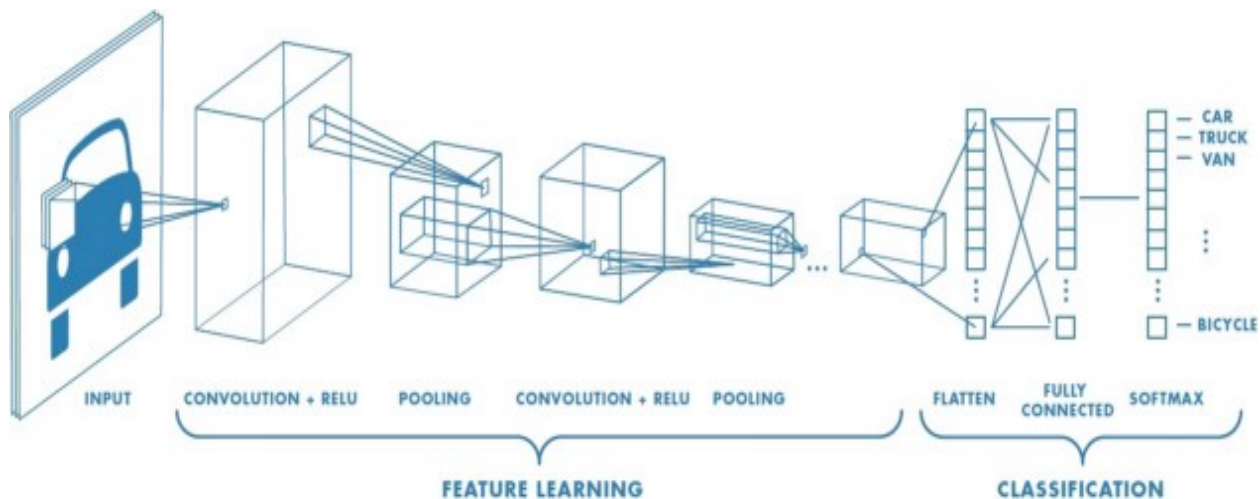 CAR
TRUCK
VAN
BICYCLE
INPUT
CONVOLUTION + RELU
POOLING
CONVOLUTION + RELU
POOLING
FLATTEN
FULLY
CONNECTED
SOFTMAX
FEATURE LEARNING
CLASSIFICATION